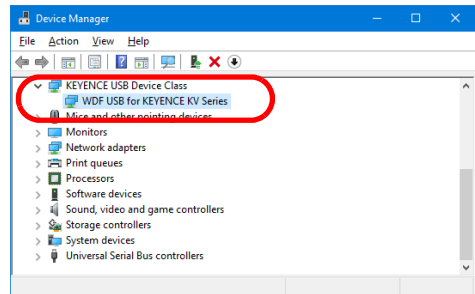 Device Manager
File Action View Help
KEYENCE USB Device Class
WDF USB for KEYENCE KV Series
Mice and other pointing devices
Monitors
Network adapters
Print queues
Processors
Software devices
Sound, video and game controllers
Storage controllers
System devices
Universal Serial Bus controllers